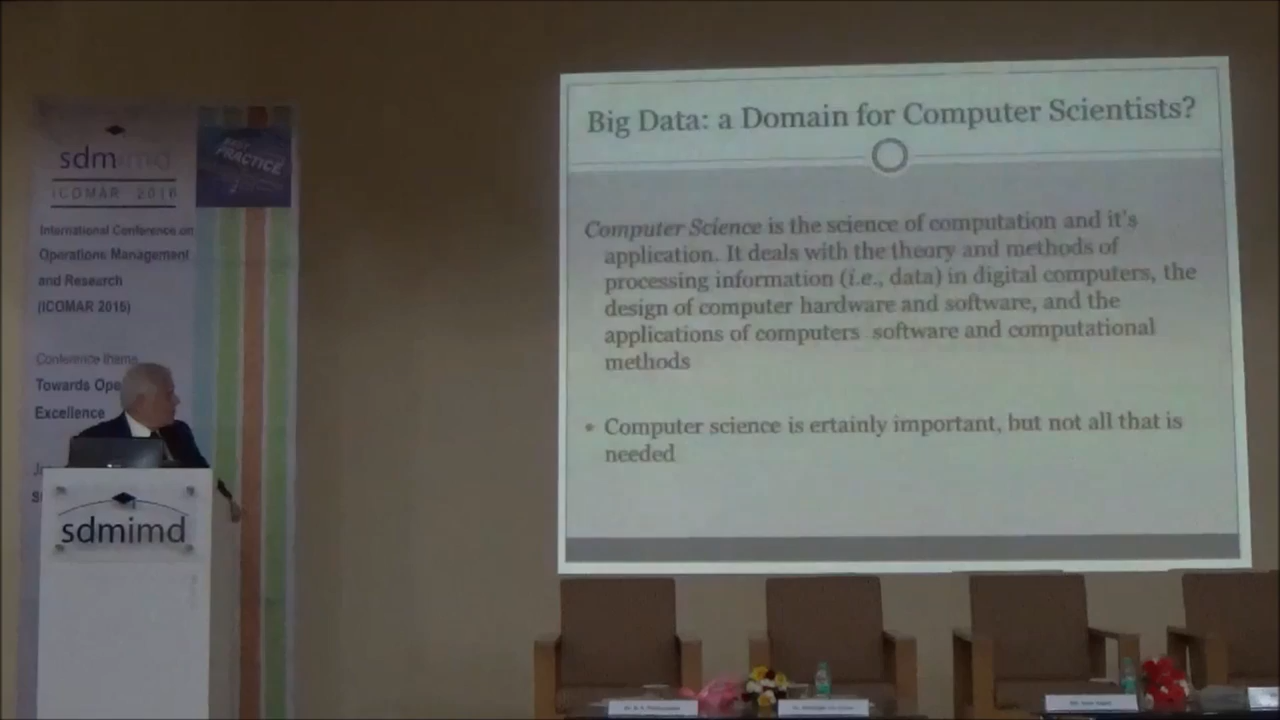 sdmimd
ICOMAR 2016
International Conference on
Operations Management
and Research
(ICOMAR 2016)
Conference theme
Towards Ope
Excellence
BEST
PRACTICE
sdmimd
Big Data: a Domain for Computer Scientists?
Computer Science is the science of computation and it's
application. It deals with the theory and methods of
processing information (i.e., data) in digital computers, the
design of computer hardware and software, and the
applications of computers software and computational
methods
• Computer science is ertainly important, but not all that is
needed